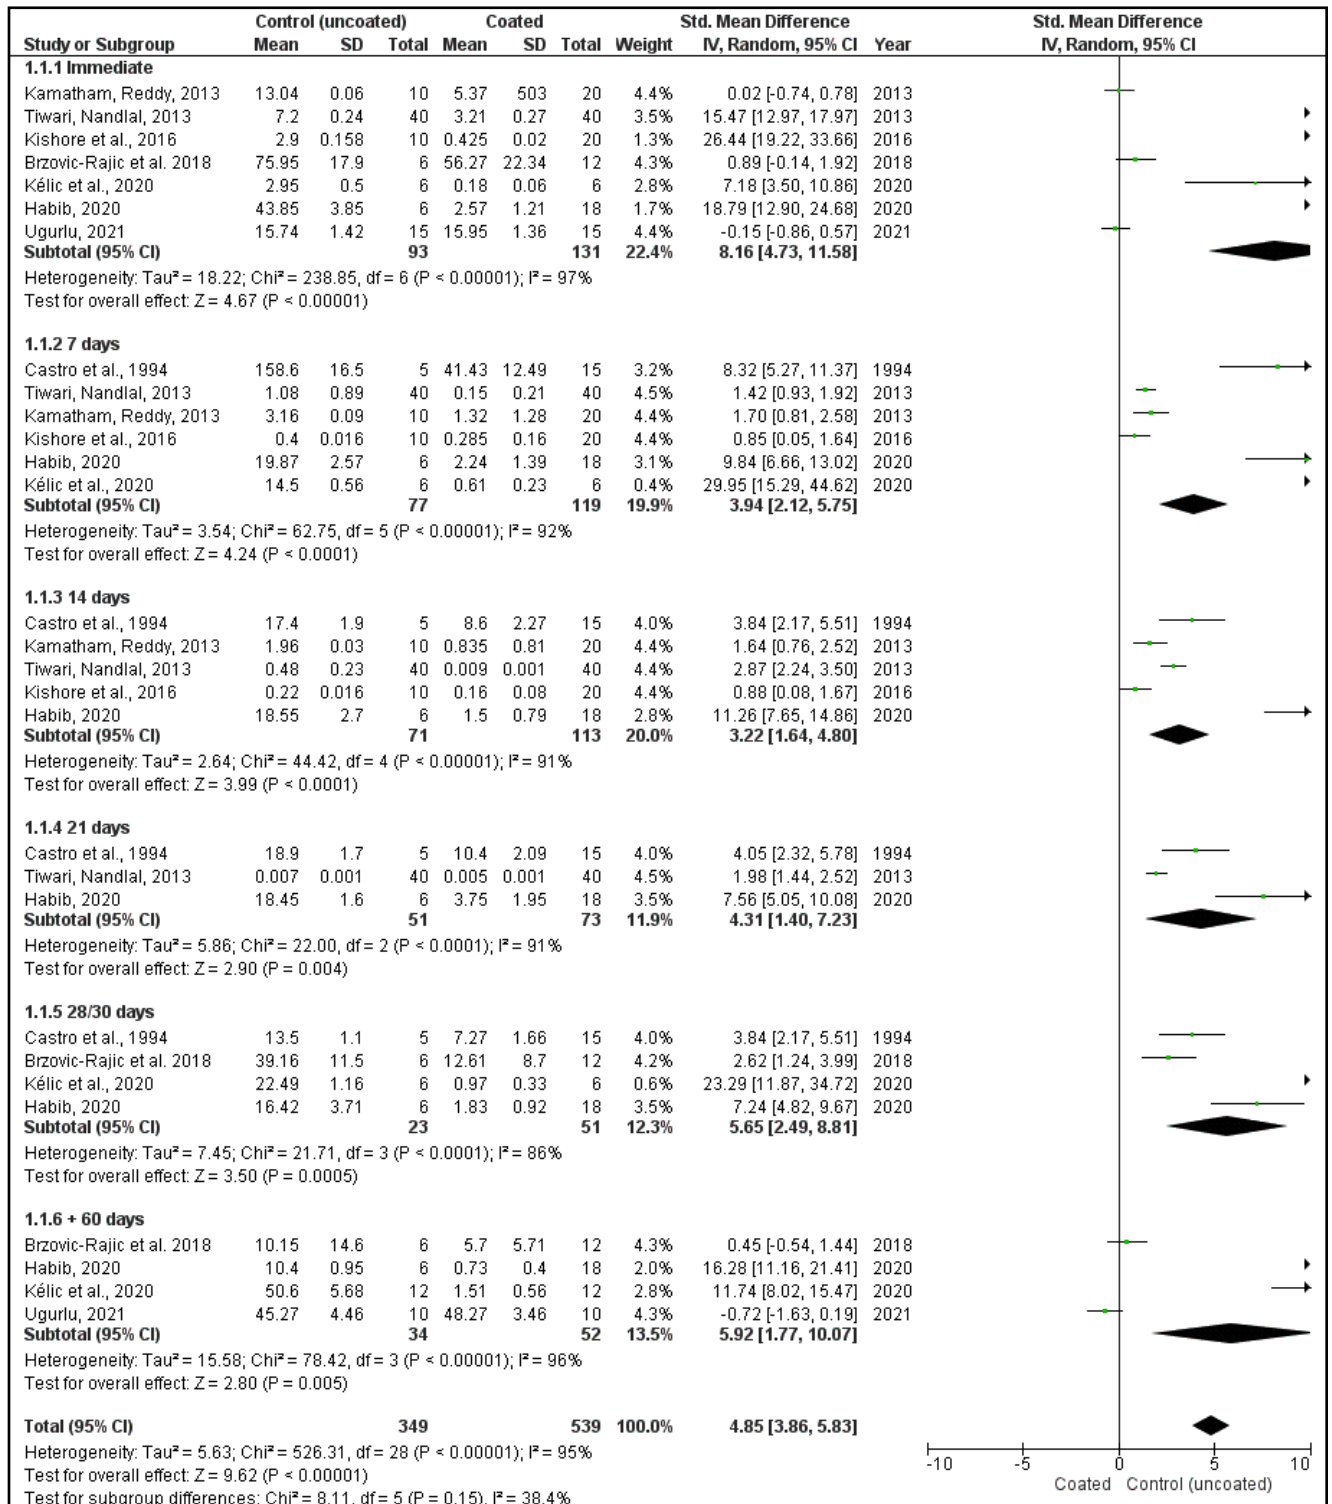 Control (uncoated) Coated Std. Mean Difference Std. Mean Difference
Study or Subgroup Mean SD Total Mean SD Total Weight IV, Random, 95% CI Year IV, Random, 95% CI
1.1.1 Immediate
Kamatham, Reddy, 2013 13.04 0.06 10 5.37 503 20 4.4% 0.02 [-0.74, 0.78] 2013
Tiwari, Nandlal, 2013 7.2 0.24 40 3.21 0.27 40 3.5% 15.47 [12.97, 17.97] 2013
Kishore et al., 2016 2.9 0.158 10 0.425 0.02 20 1.3% 26.44 [19.22, 33.66] 2016
Brzovic-Rajic et al. 2018 75.95 17.9 6 56.27 22.34 12 4.3% 0.89 [-0.14, 1.92] 2018
Kélic et al., 2020 2.95 0.5 6 0.18 0.06 6 2.8% 7.18 [3.50, 10.86] 2020
Habib, 2020 43.85 3.85 6 2.57 1.21 18 1.7% 18.79 [12.90, 24.68] 2020
Ugurlu, 2021 15.74 1.42 15 15.95 1.36 15 4.4% -0.15 [-0.86, 0.57] 2021
Subtotal (95% CI) 93 131 22.4% 8.16 [4.73, 11.58]
Heterogeneity: Tau² = 18.22; Chi² = 238.85, df = 6 (P < 0.00001); I² = 97%
Test for overall effect: Z = 4.67 (P < 0.00001)
1.1.2 7 days
Castro et al., 1994 158.6 16.5 5 41.43 12.49 15 3.2% 8.32 [5.27, 11.37] 1994
Tiwari, Nandlal, 2013 1.08 0.89 40 0.15 0.21 40 4.5% 1.42 [0.93, 1.92] 2013
Kamatham, Reddy, 2013 3.16 0.09 10 1.32 1.28 20 4.4% 1.70 [0.81, 2.58] 2013
Kishore et al., 2016 0.4 0.016 10 0.285 0.16 20 4.4% 0.85 [0.05, 1.64] 2016
Habib, 2020 19.87 2.57 6 2.24 1.39 18 3.1% 9.84 [6.66, 13.02] 2020
Kélic et al., 2020 14.5 0.56 6 0.61 0.23 6 0.4% 29.95 [15.29, 44.62] 2020
Subtotal (95% CI) 77 119 19.9% 3.94 [2.12, 5.75]
Heterogeneity: Tau² = 3.54; Chi² = 62.75, df = 5 (P < 0.00001); I² = 92%
Test for overall effect: Z = 4.24 (P < 0.0001)
1.1.3 14 days
Castro et al., 1994 17.4 1.9 5 8.6 2.27 15 4.0% 3.84 [2.17, 5.51] 1994
Kamatham, Reddy, 2013 1.96 0.03 10 0.835 0.81 20 4.4% 1.64 [0.76, 2.52] 2013
Tiwari, Nandlal, 2013 0.48 0.23 40 0.009 0.001 40 4.4% 2.87 [2.24, 3.50] 2013
Kishore et al., 2016 0.22 0.016 10 0.16 0.08 20 4.4% 0.88 [0.08, 1.67] 2016
Habib, 2020 18.55 2.7 6 1.5 0.79 18 2.8% 11.26 [7.65, 14.86] 2020
Subtotal (95% CI) 71 113 20.0% 3.22 [1.64, 4.80]
Heterogeneity: Tau² = 2.64; Chi² = 44.42, df = 4 (P < 0.00001); I² = 91%
Test for overall effect: Z = 3.99 (P < 0.0001)
1.1.4 21 days
Castro et al., 1994 18.9 1.7 5 10.4 2.09 15 4.0% 4.05 [2.32, 5.78] 1994
Tiwari, Nandlal, 2013 0.007 0.001 40 0.005 0.001 40 4.5% 1.98 [1.44, 2.52] 2013
Habib, 2020 18.45 1.6 6 3.75 1.95 18 3.5% 7.56 [5.05, 10.08] 2020
Subtotal (95% CI) 51 73 11.9% 4.31 [1.40, 7.23]
Heterogeneity: Tau² = 5.86; Chi² = 22.00, df = 2 (P < 0.0001); I² = 91%
Test for overall effect: Z = 2.90 (P = 0.004)
1.1.5 28/30 days
Castro et al., 1994 13.5 1.1 5 7.27 1.66 15 4.0% 3.84 [2.17, 5.51] 1994
Brzovic-Rajic et al. 2018 39.16 11.5 6 12.61 8.7 12 4.2% 2.62 [1.24, 3.99] 2018
Kélic et al., 2020 22.49 1.16 6 0.97 0.33 6 0.6% 23.29 [11.87, 34.72] 2020
Habib, 2020 16.42 3.71 6 1.83 0.92 18 3.5% 7.24 [4.82, 9.67] 2020
Subtotal (95% CI) 23 51 12.3% 5.65 [2.49, 8.81]
Heterogeneity: Tau² = 7.45; Chi² = 21.71, df = 3 (P < 0.0001); I² = 86%
Test for overall effect: Z = 3.50 (P = 0.0005)
1.1.6 + 60 days
Brzovic-Rajic et al. 2018 10.15 14.6 6 5.7 5.71 12 4.3% 0.45 [-0.54, 1.44] 2018
Habib, 2020 10.4 0.95 6 0.73 0.4 18 2.0% 16.28 [11.16, 21.41] 2020
Kélic et al., 2020 50.6 5.68 12 1.51 0.56 12 2.8% 11.74 [8.02, 15.47] 2020
Ugurlu, 2021 45.27 4.46 10 48.27 3.46 10 4.3% -0.72 [-1.63, 0.19] 2021
Subtotal (95% CI) 34 52 13.5% 5.92 [1.77, 10.07]
Heterogeneity: Tau² = 15.58; Chi² = 78.42, df = 3 (P < 0.00001); I² = 96%
Test for overall effect: Z = 2.80 (P = 0.005)
Total (95% CI) 349 539 100.0% 4.85 [3.86, 5.83]
Heterogeneity: Tau² = 5.63; Chi² = 526.31, df = 28 (P < 0.00001); I² = 95%
Test for overall effect: Z = 9.62 (P < 0.00001)
Test for subgroup differences: Chi² = 8.11, df = 5 (P = 0.15), I² = 38.4%
-10 -5 0 5 10
Coated Control (uncoated)